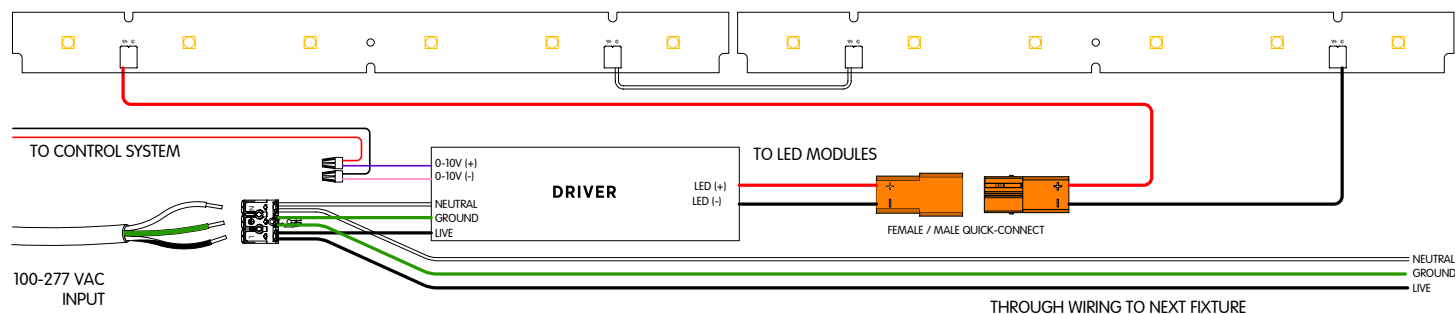 TO CONTROL SYSTEM
0-10V (+)
0-10V (-)
DRIVER
TO LED MODULES
LED (+)
LED (-)
+
-
+
-
FEMALE / MALE QUICK-CONNECT
NEUTRAL
GROUND
LIVE
100-277 VAC
INPUT
NEUTRAL
GROUND
LIVE
THROUGH WIRING TO NEXT FIXTURE